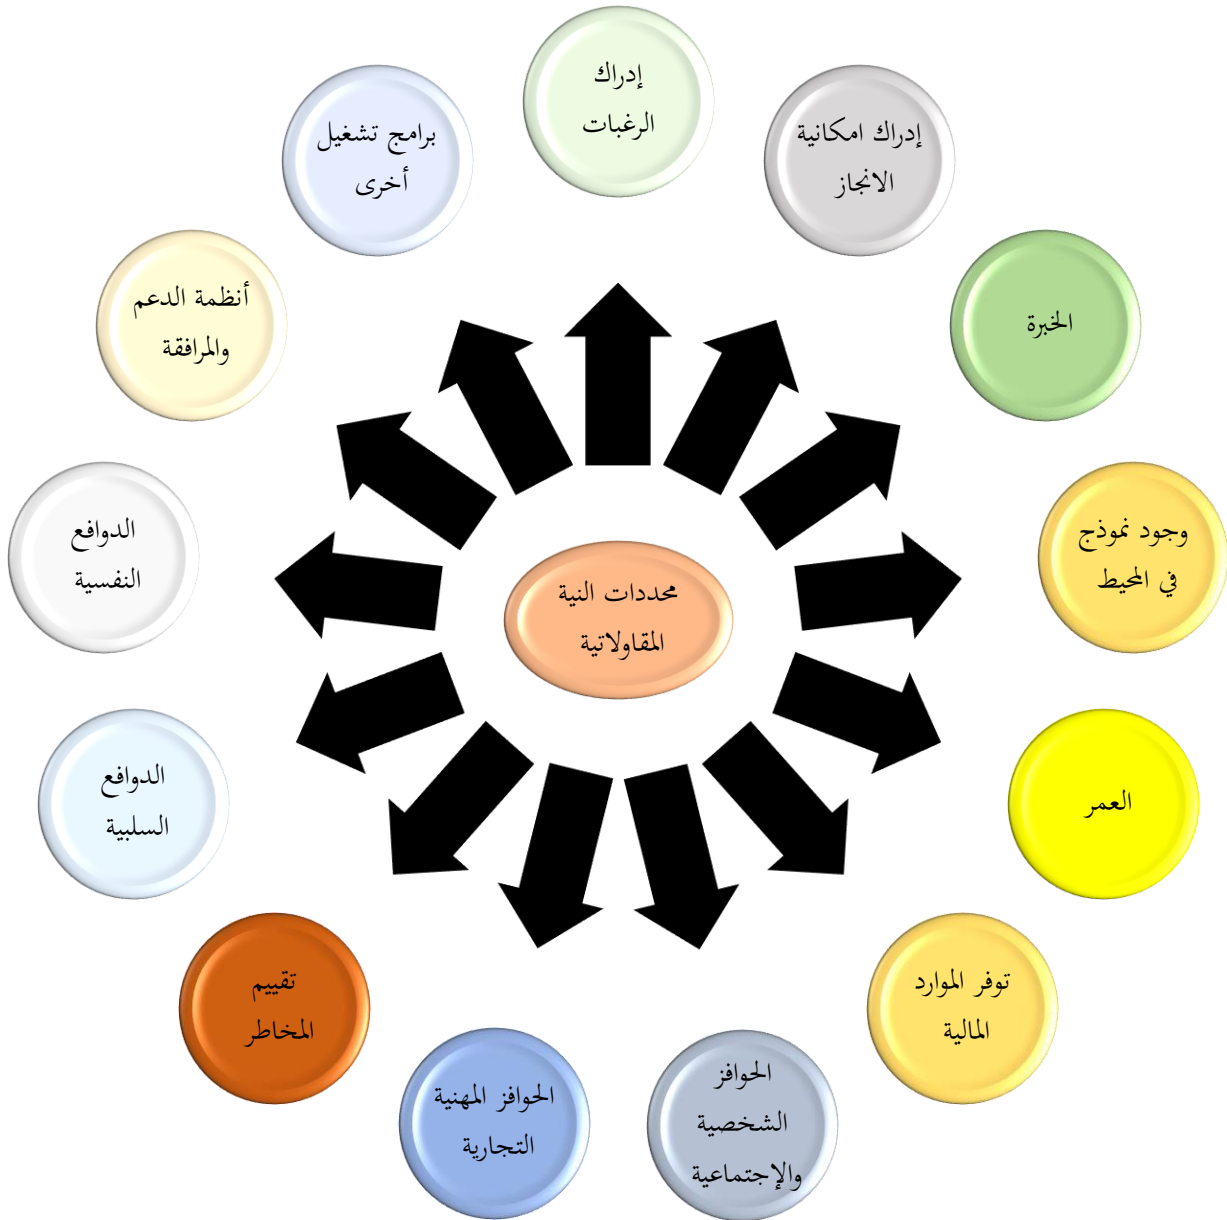 إدراك
الرغبات
إدراك امكانية
الانجاز
الخبرة
وجود نموذج
في المحيط
العمر
توفر الموارد
المالية
الحوافز
الشخصية
والإجتماعية
الحوافز المهنية
التجارية
تقييم
المخاطر
الدوافع
السلبية
الدوافع
النفسية
أنظمة الدعم
والمرافقة
برامج تشغيل
أخرى
محددات النية
المقاولاتية